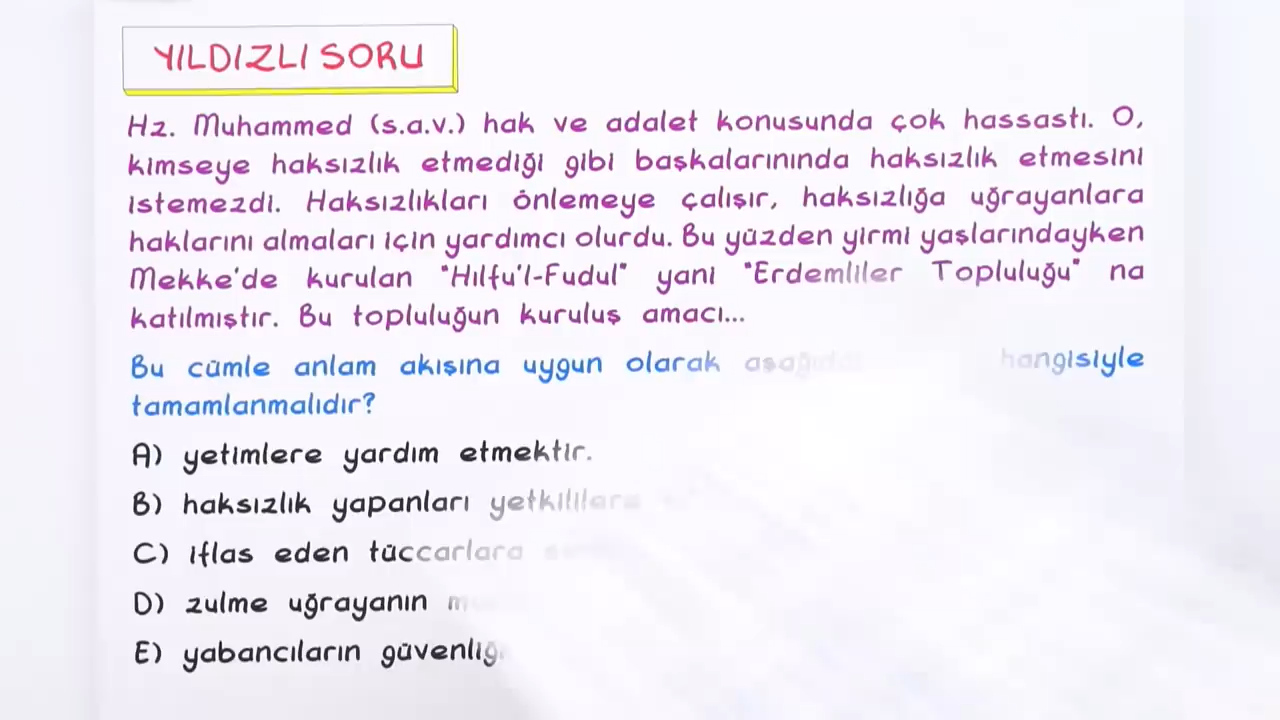 YILDIZLI SORU
Hz. Muhammed (s.a.v.) hak ve adalet konusunda çok hassastı. O,
kimseye haksızlık etmediği gibi başkalarınında haksızlık etmesini
istemezdi. Haksızlıkları önlemeye çalışır, haksızlığa uğrayanlara
haklarını almaları için yardımcı olurdu. Bu yüzden yirmi yaşlarındayken
Mekke'de kurulan "Hılfu'l-Fudul" yani "Erdemliler Topluluğu" na
katılmıştır. Bu topluluğun kuruluş amacı...
Bu cümle anlam akışına uygun olarak hangisiyle
tamamlanmalıdır?
A) yetimlere yardım etmektir.
B) haksızlık yapanları
C) iflas eden tüccarlara
D) zulme uğrayanın
E) yabancıların